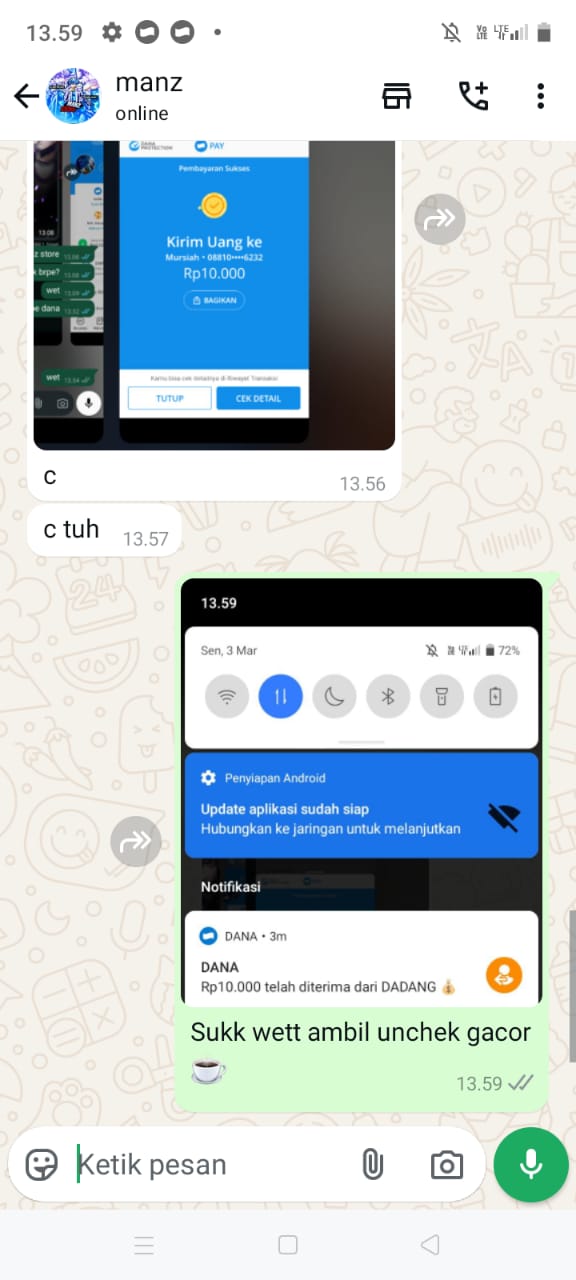 13.59
manz
online
DANA PROTECTION
PAY
Pembayaran Sukses
Kirim Uang ke
Mursiah • 08810••••6232
Rp10.000
BAGIKAN
Kamu bisa cek detailnya di Riwayat Transaksi
TUTUP
CEK DETAIL
13.08
z store 13.08
k brpe? 13.08
wet 13.09
e dana 13.32
wet 13.34
c
13.56
c tuh 13.57
13.59
Sen, 3 Mar
72%
Penyiapan Android
Update aplikasi sudah siap
Hubungkan ke jaringan untuk melanjutkan
Notifikasi
DANA • 3m
DANA
Rp10.000 telah diterima dari DADANG 💰
Sukk wett ambil unchek gacor
☕
13.59
Ketik pesan